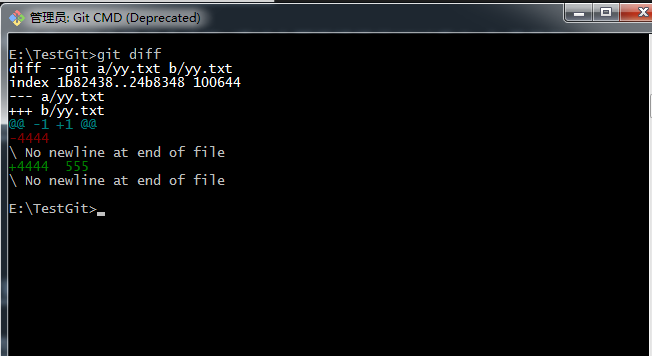 管理员: Git CMD (Deprecated)
E:\TestGit>git diff
diff --git a/yy.txt b/yy.txt
index 1b82438..24b8348 100644
--- a/yy.txt
+++ b/yy.txt
@@ -1 +1 @@
-4444
\ No newline at end of file
+4444  555
\ No newline at end of file
E:\TestGit>